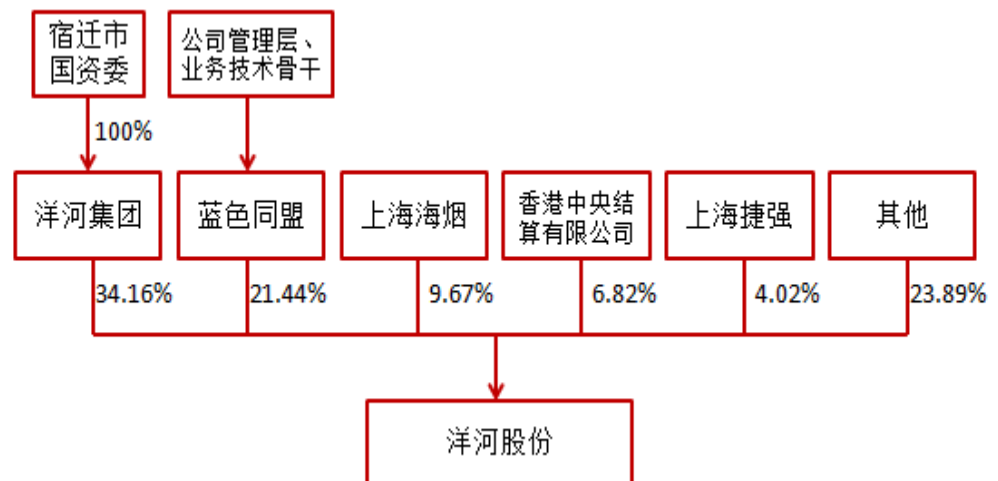 宿迁市
国资委
公司管理层、
业务技术骨干
100%
洋河集团
蓝色同盟
上海海烟
香港中央结
算有限公司
上海捷强
其他
34.16%
21.44%
9.67%
6.82%
4.02%
23.89%
洋河股份